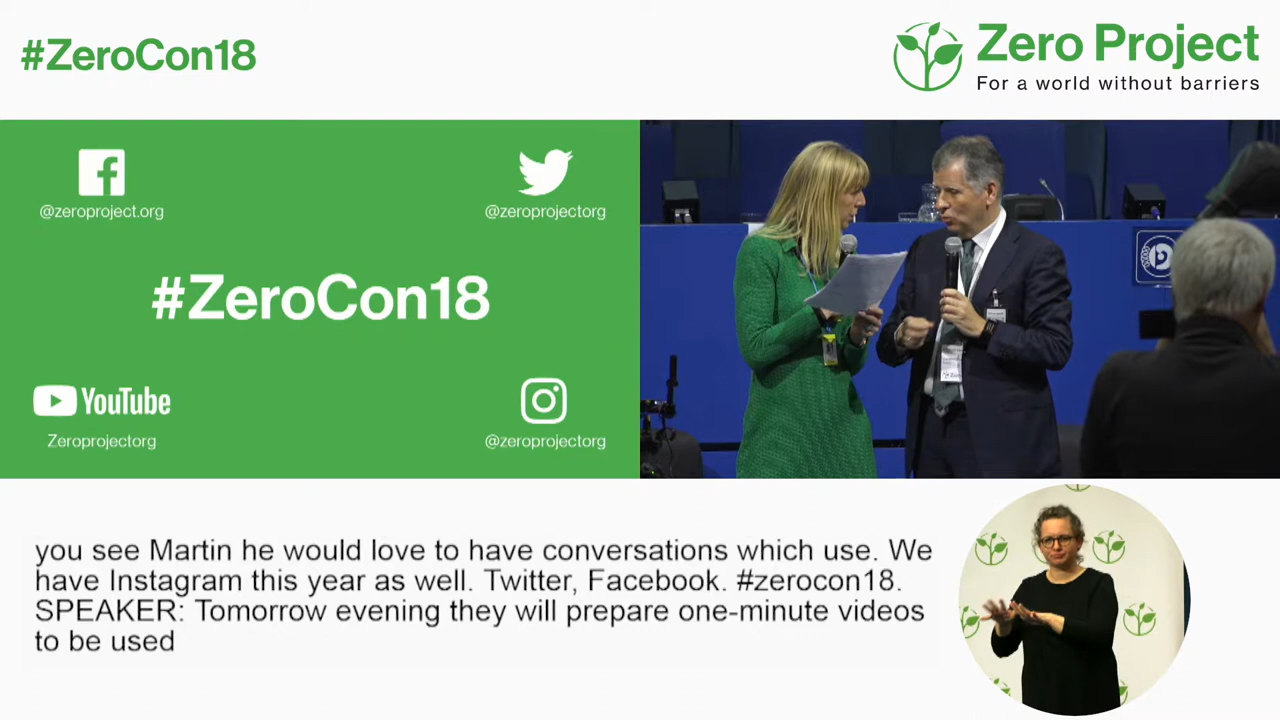 #ZeroCon18
Zero Project
For a world without barriers
@zeroproject.org
@zeroprojectorg
#ZeroCon18
YouTube
Zeroprojectorg
@zeroprojectorg
you see Martin he would love to have conversations which use. We
have Instagram this year as well. Twitter, Facebook. #zerocon18.
SPEAKER: Tomorrow evening they will prepare one-minute videos
to be used